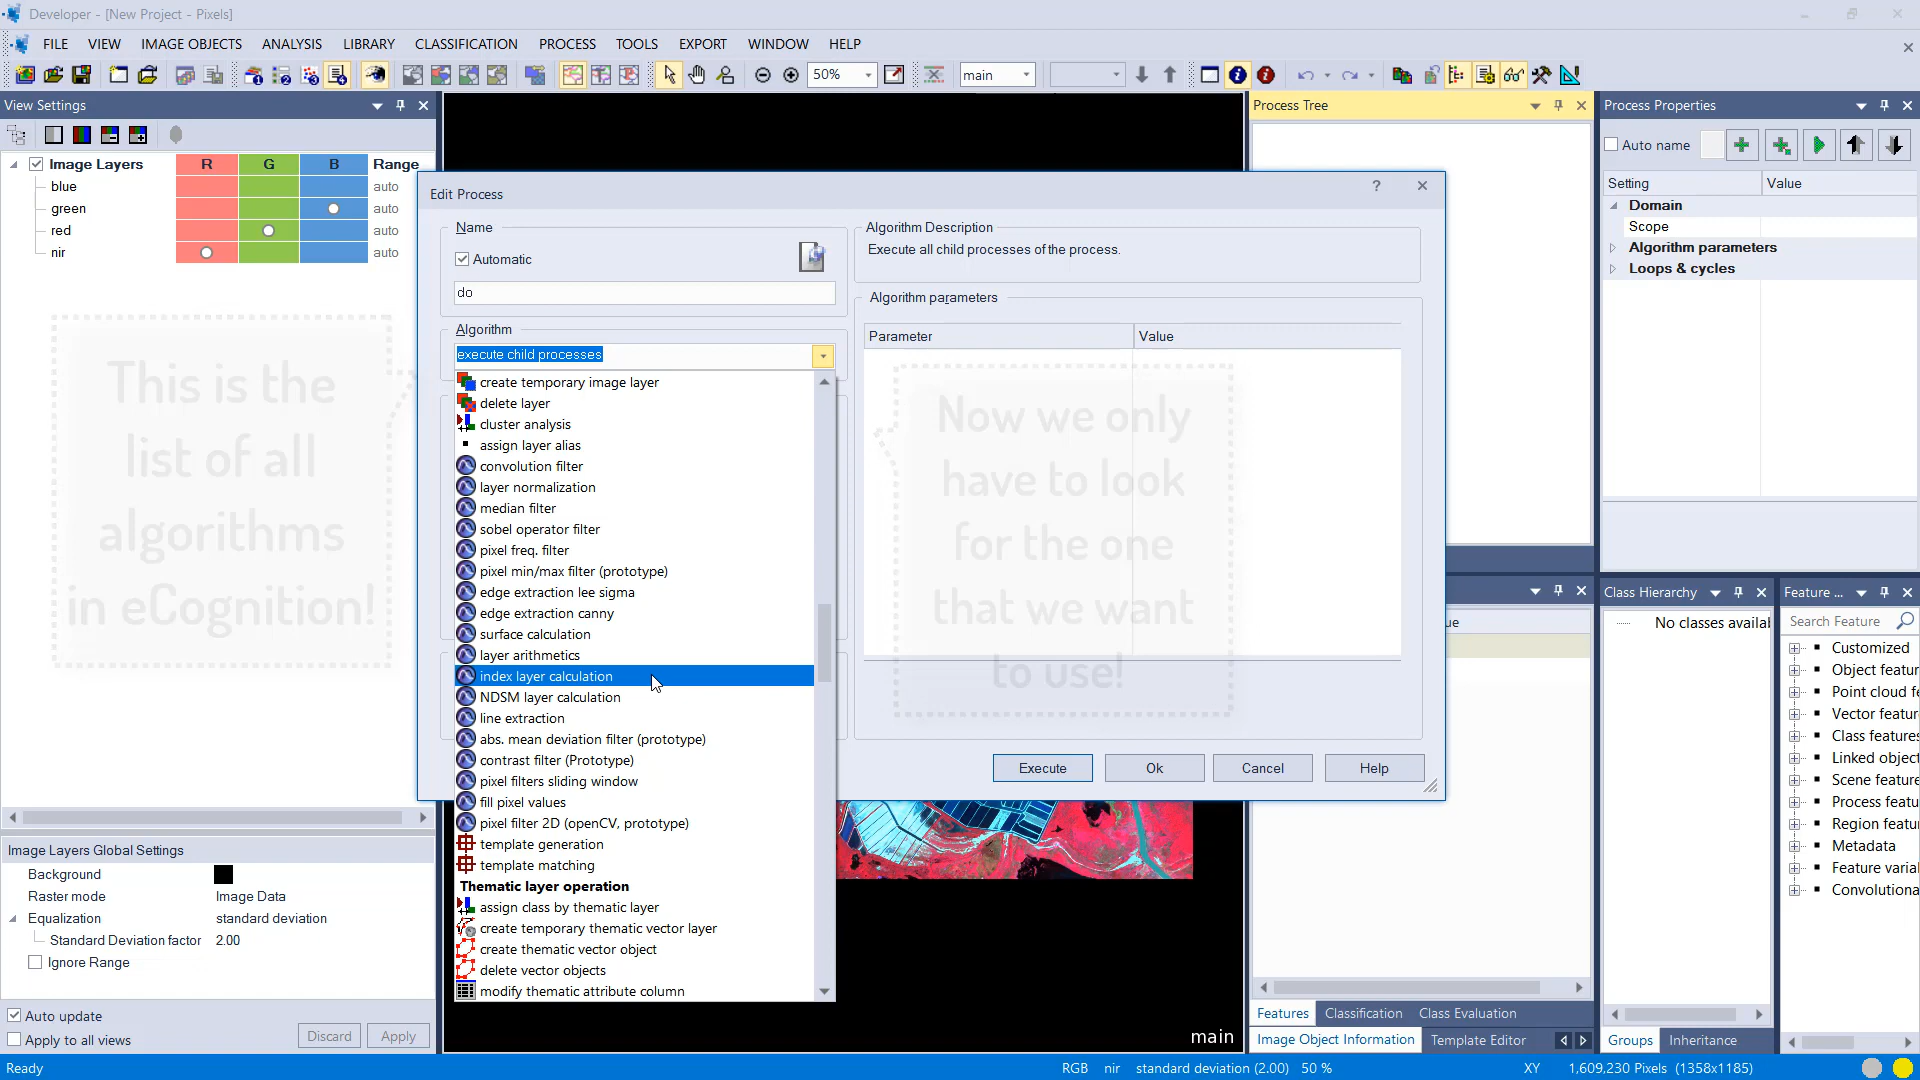 Developer - [New Project - Pixels]
FILE VIEW IMAGE OBJECTS ANALYSIS LIBRARY CLASSIFICATION PROCESS TOOLS EXPORT WINDOW HELP
50% main
View Settings
Image Layers R G B Range
blue auto
green auto
red auto
nir auto
This is the
list of all
algorithms
in eCognition!
Image Layers Global Settings
Background
Raster mode Image Data
Equalization standard deviation
Standard Deviation factor 2.00
Ignore Range
Auto update
Apply to all views
Discard Apply
Edit Process
Name
Automatic
do
Algorithm
execute child processes
create temporary image layer
delete layer
cluster analysis
assign layer alias
convolution filter
layer normalization
median filter
sobel operator filter
pixel freq. filter
pixel min/max filter (prototype)
edge extraction lee sigma
edge extraction canny
surface calculation
layer arithmetics
index layer calculation
NDSM layer calculation
line extraction
abs. mean deviation filter (prototype)
contrast filter (Prototype)
pixel filters sliding window
fill pixel values
pixel filter 2D (openCV, prototype)
template generation
template matching
Thematic layer operation
assign class by thematic layer
create temporary thematic vector layer
create thematic vector object
delete vector objects
modify thematic attribute column
Algorithm Description
Execute all child processes of the process.
Algorithm parameters
Parameter Value
Now we only
have to look
for the one
that we want
to use!
Execute Ok Cancel Help
main
Process Tree
ue
Features Classification Class Evaluation
Image Object Information Template Editor
Process Properties
Auto name
Setting Value
Domain
Scope
Algorithm parameters
Loops & cycles
Class Hierarchy
No classes availab
Groups Inheritance
Feature ...
Search Feature
Customized
Object featur
Point cloud fe
Vector featur
Class features
Linked object
Scene feature
Process featu
Region featu
Metadata
Feature varia
Convolutiona
Ready RGB nir standard deviation (2.00) 50 % XY 1,609,230 Pixels (1358x1185)